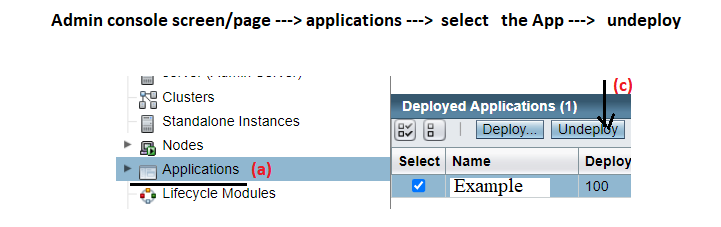 Admin console screen/page ---> applications ---> select the App ---> undeploy
Clusters
Standalone Instances
Nodes
Applications (a)
Lifecycle Modules
(c)
Deployed Applications (1)
Deploy... Undeploy
Select Name Deploy
Example 100